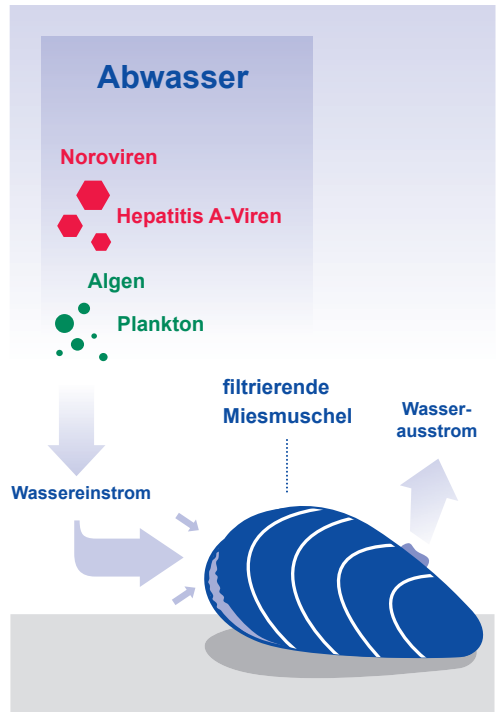 Abwasser
Noroviren
Hepatitis A-Viren
Algen
Plankton
filtrierende
Miesmuschel
Wasser-
ausstrom
Wassereinstrom